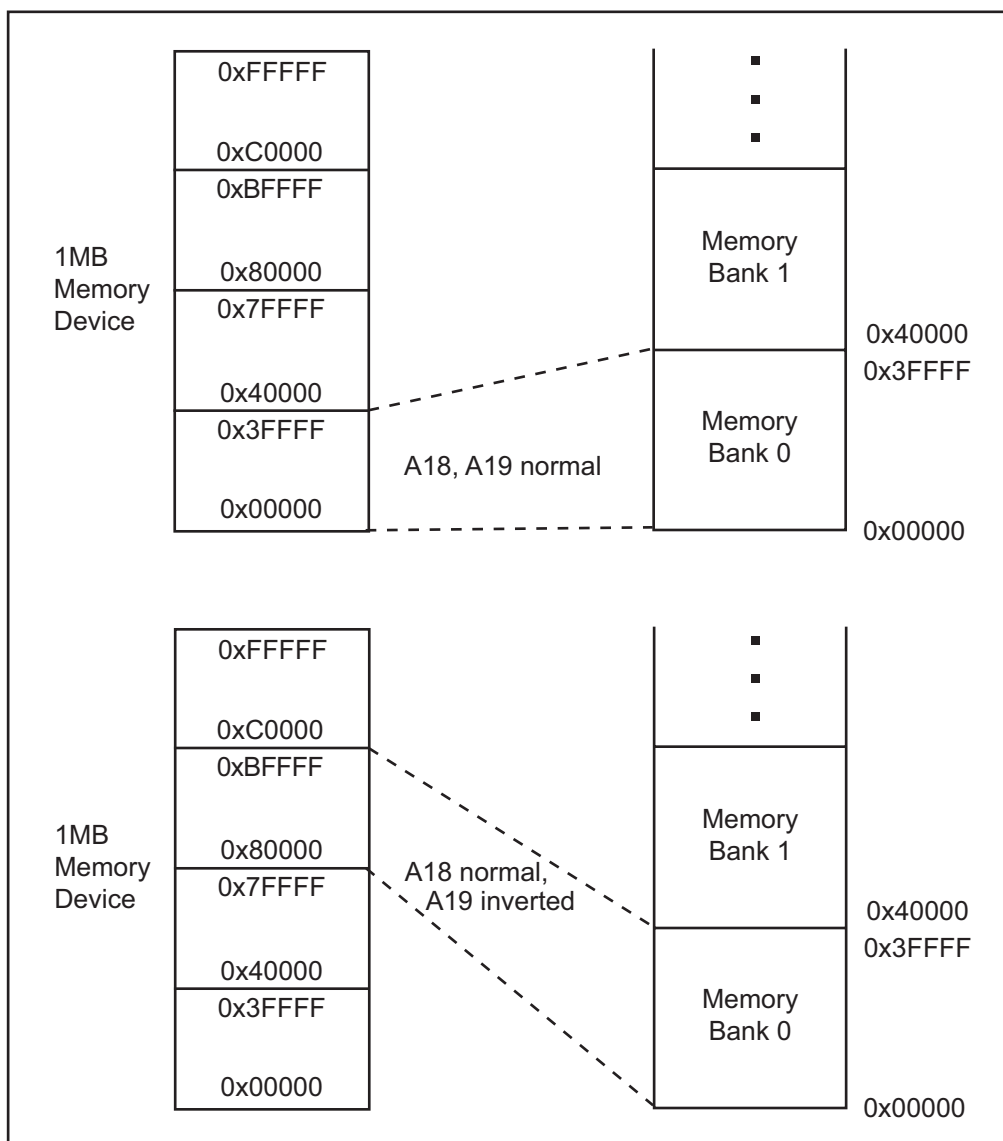 0xFFFFF
0xC0000
0xBFFFF
0x80000
0x7FFFF
0x40000
0x3FFFF
0x00000
1MB
Memory
Device
A18, A19 normal
Memory
Bank 1
Memory
Bank 0
0x40000
0x3FFFF
0x00000
0xFFFFF
0xC0000
0xBFFFF
0x80000
0x7FFFF
0x40000
0x3FFFF
0x00000
1MB
Memory
Device
A18 normal,
A19 inverted
Memory
Bank 1
Memory
Bank 0
0x40000
0x3FFFF
0x00000